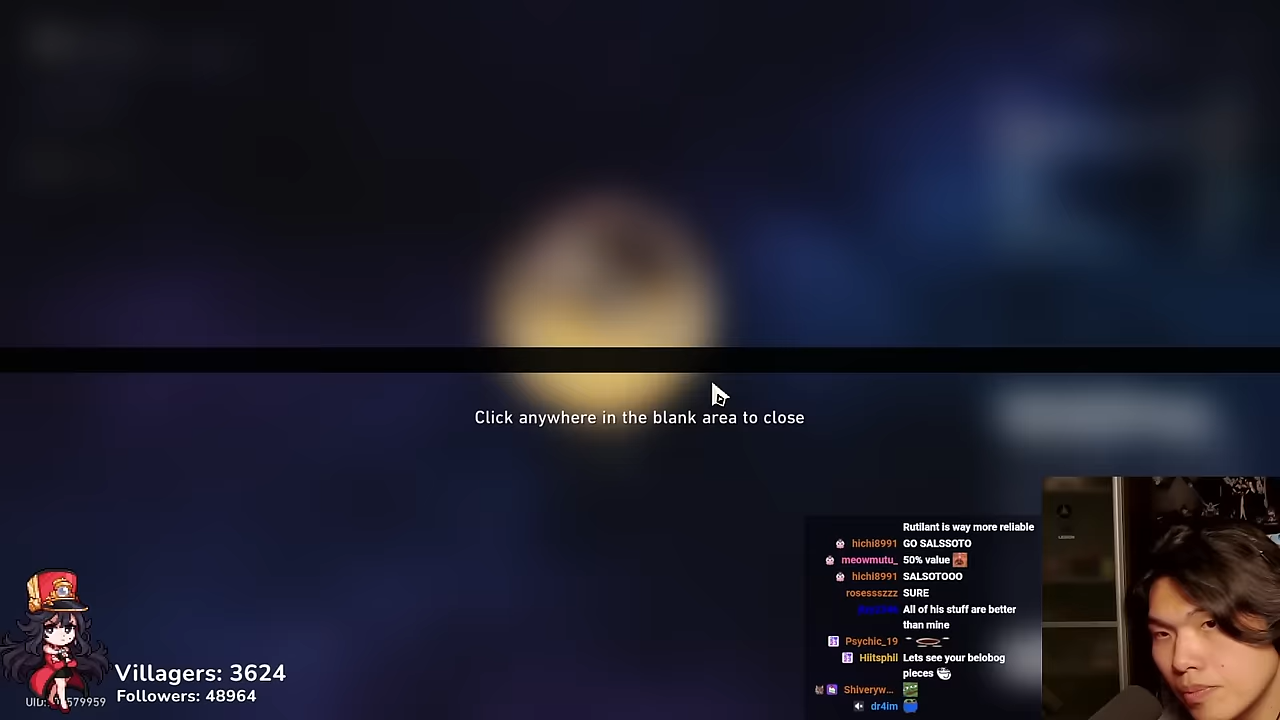 Click anywhere in the blank area to close
Rutilant is way more reliable
hichi8991 GO SALSSOTO
meowmutu_ 50% value
hichi8991 SALSOTOOO
rosessszzz SURE
All of his stuff are better
than mine
Psychic_19
Hiitsphil Lets see your belobog
pieces
Shiveryw...
dr4im
Villagers: 3624
Followers: 48964